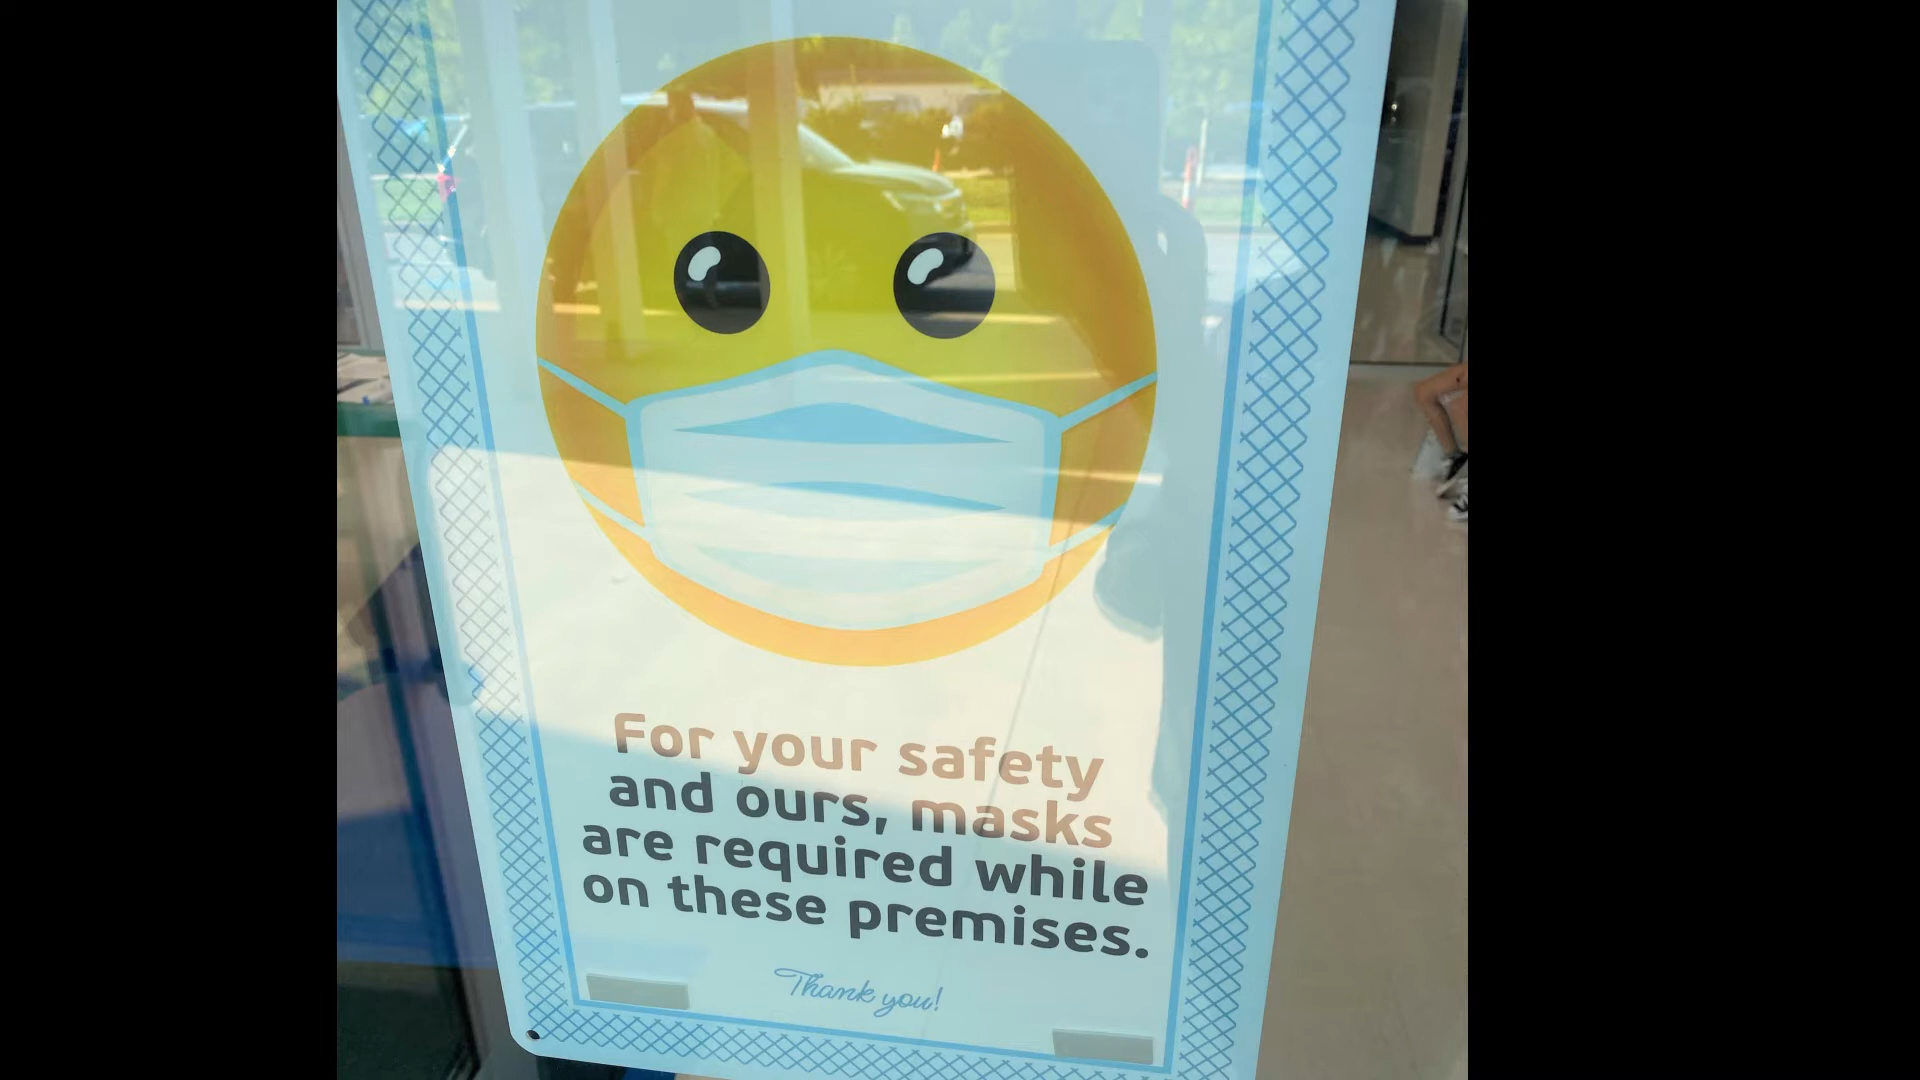 For your safety
and ours, masks
are required while
on these premises.
Thank you!